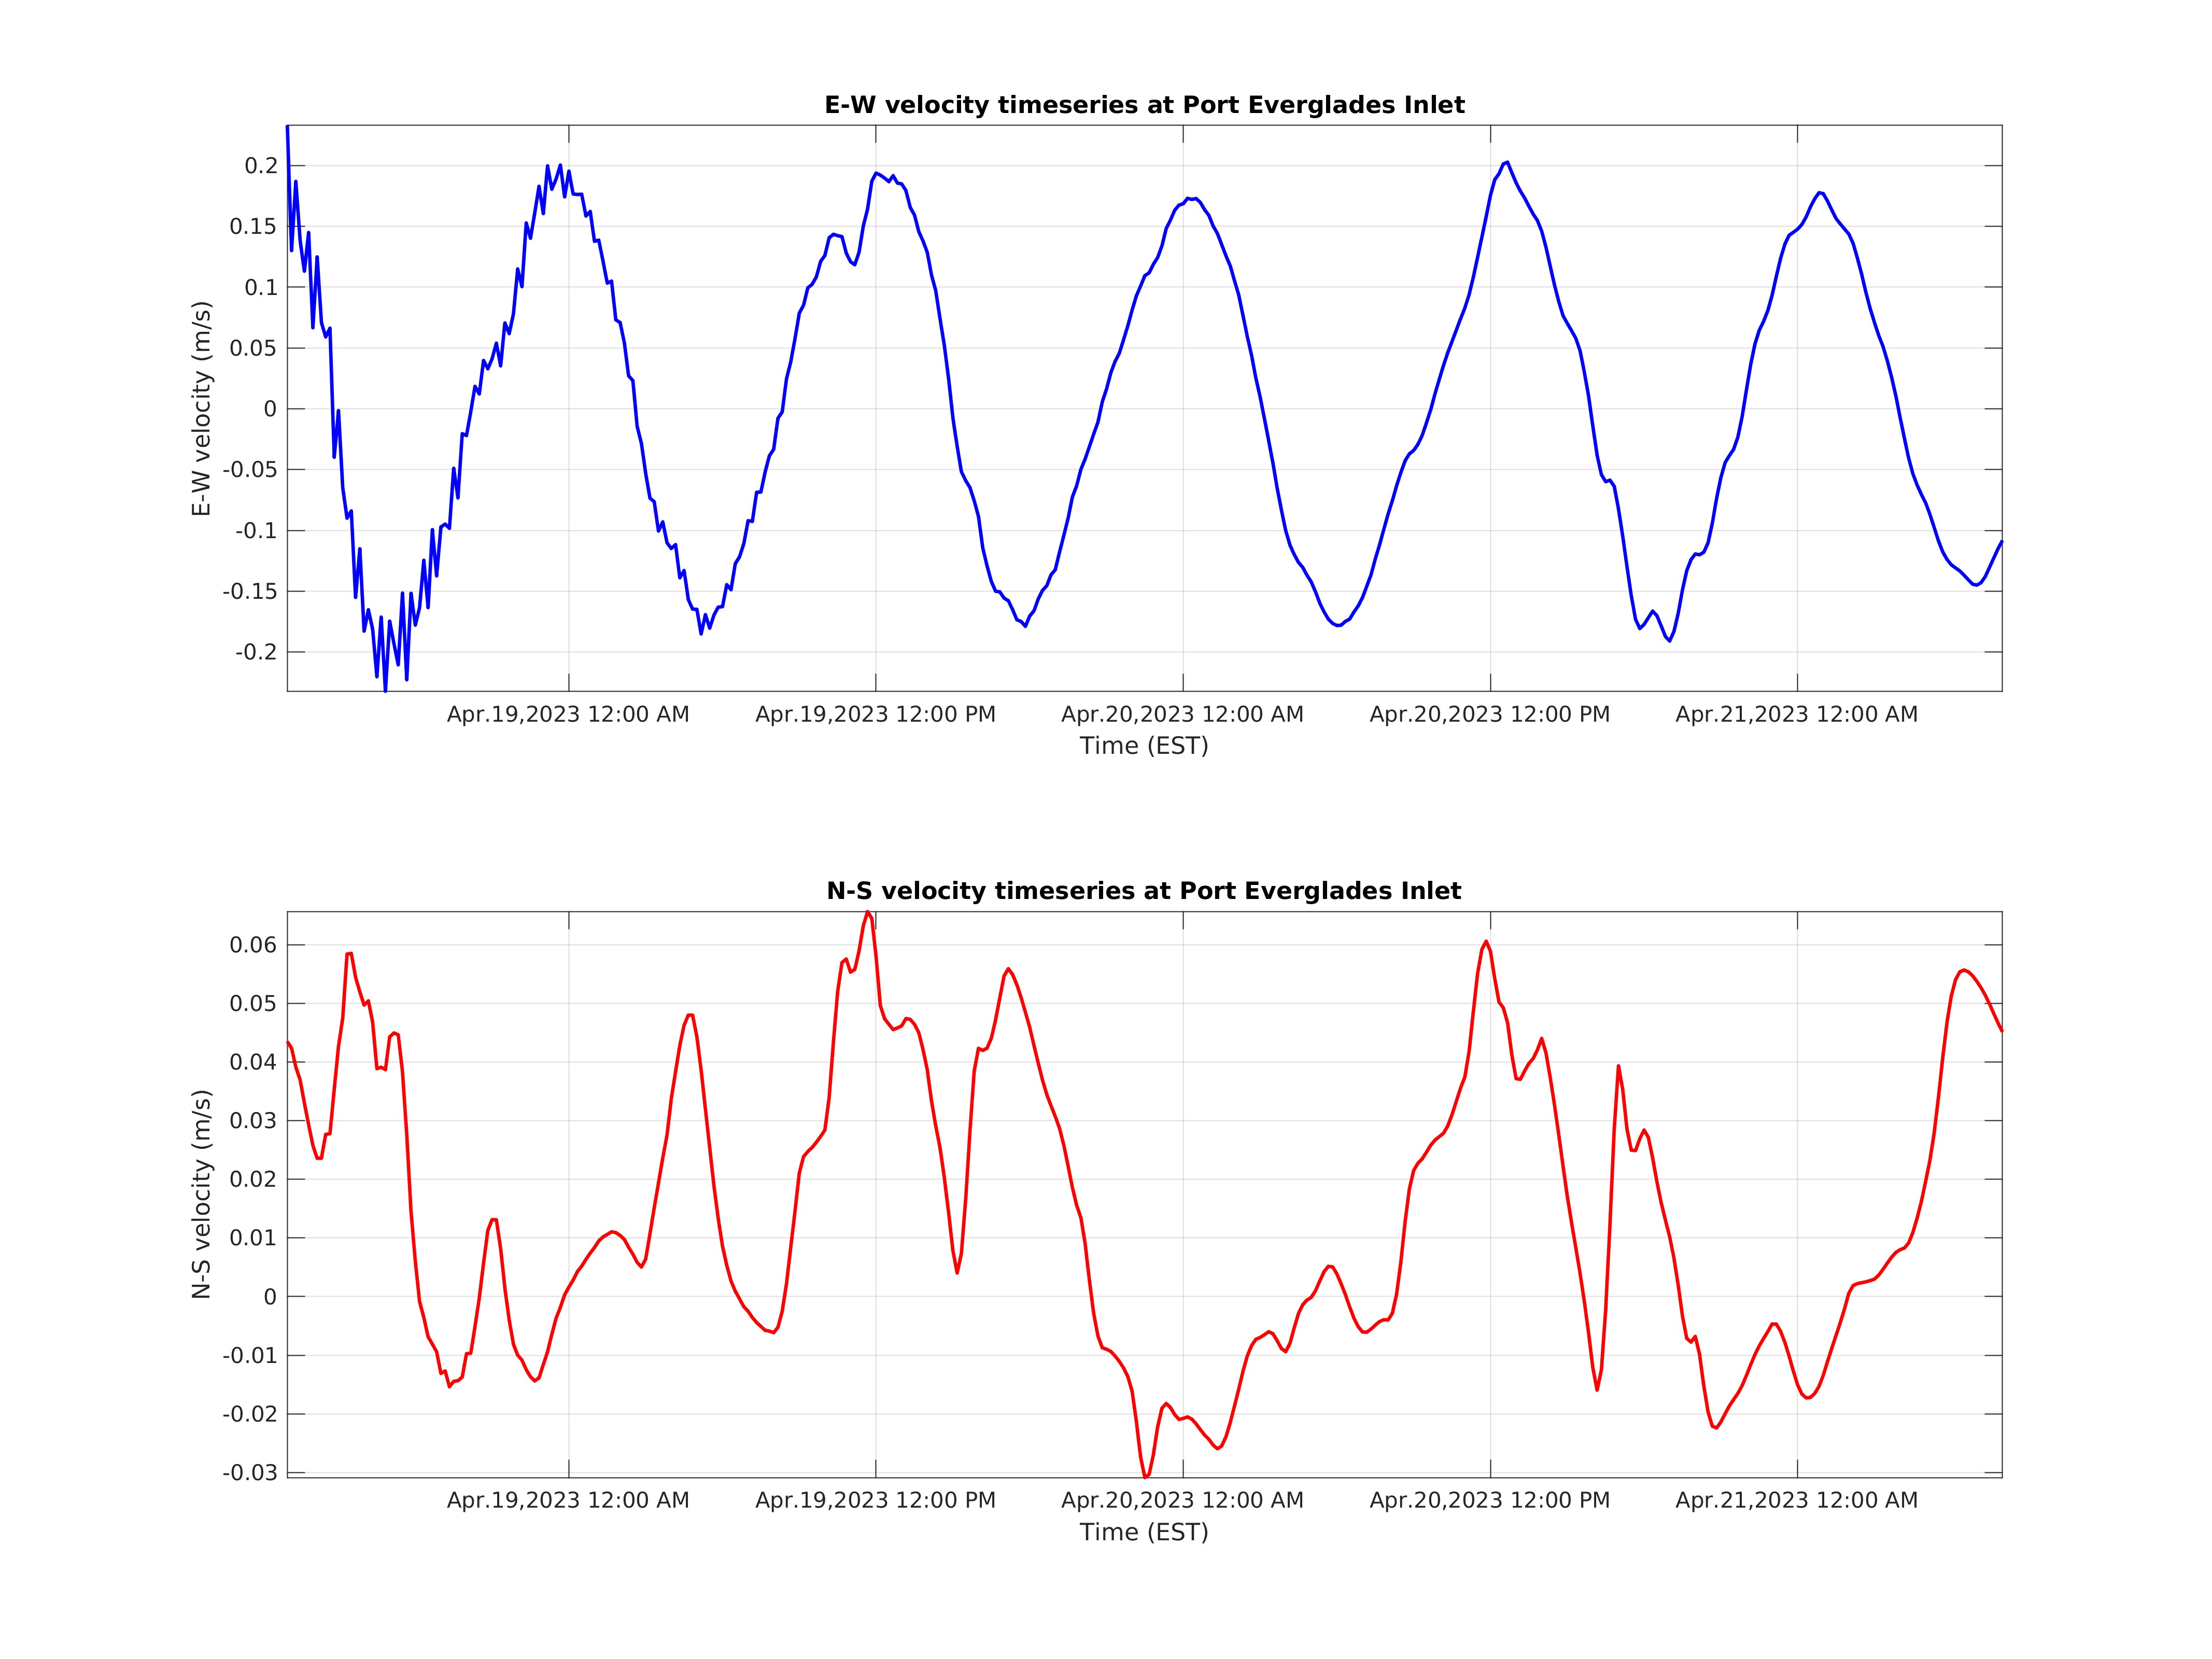 E-W velocity timeseries at Port Everglades Inlet
E-W velocity (m/s)
0.2
0.15
0.1
0.05
0
-0.05
-0.1
-0.15
-0.2
Apr.19,2023 12:00 AM Apr.19,2023 12:00 PM Apr.20,2023 12:00 AM Apr.20,2023 12:00 PM Apr.21,2023 12:00 AM
Time (EST)
N-S velocity timeseries at Port Everglades Inlet
N-S velocity (m/s)
0.06
0.05
0.04
0.03
0.02
0.01
0
-0.01
-0.02
-0.03
Apr.19,2023 12:00 AM Apr.19,2023 12:00 PM Apr.20,2023 12:00 AM Apr.20,2023 12:00 PM Apr.21,2023 12:00 AM
Time (EST)